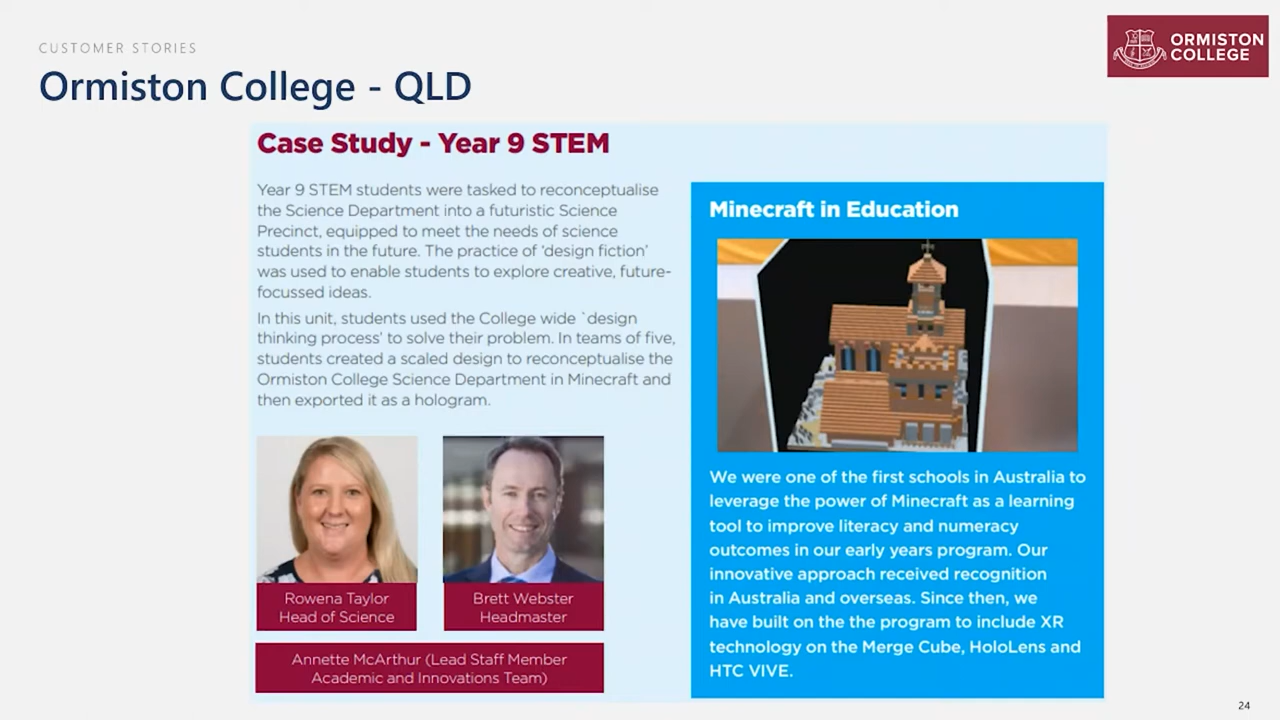 CUSTOMER STORIES
Ormiston College - QLD
ORMISTON
COLLEGE
Case Study - Year 9 STEM
Year 9 STEM students were tasked to reconceptualise
the Science Department into a futuristic Science
Precinct, equipped to meet the needs of science
students in the future. The practice of ‘design fiction’
was used to enable students to explore creative, future-
focussed ideas.
In this unit, students used the College wide `design
thinking process’ to solve their problem. In teams of five,
students created a scaled design to reconceptualise the
Ormiston College Science Department in Minecraft and
then exported it as a hologram.
Rowena Taylor
Head of Science
Brett Webster
Headmaster
Annette McArthur (Lead Staff Member
Academic and Innovations Team)
Minecraft in Education
We were one of the first schools in Australia to
leverage the power of Minecraft as a learning
tool to improve literacy and numeracy
outcomes in our early years program. Our
innovative approach received recognition
in Australia and overseas. Since then, we
have built on the the program to include XR
technology on the Merge Cube, HoloLens and
HTC VIVE.
24